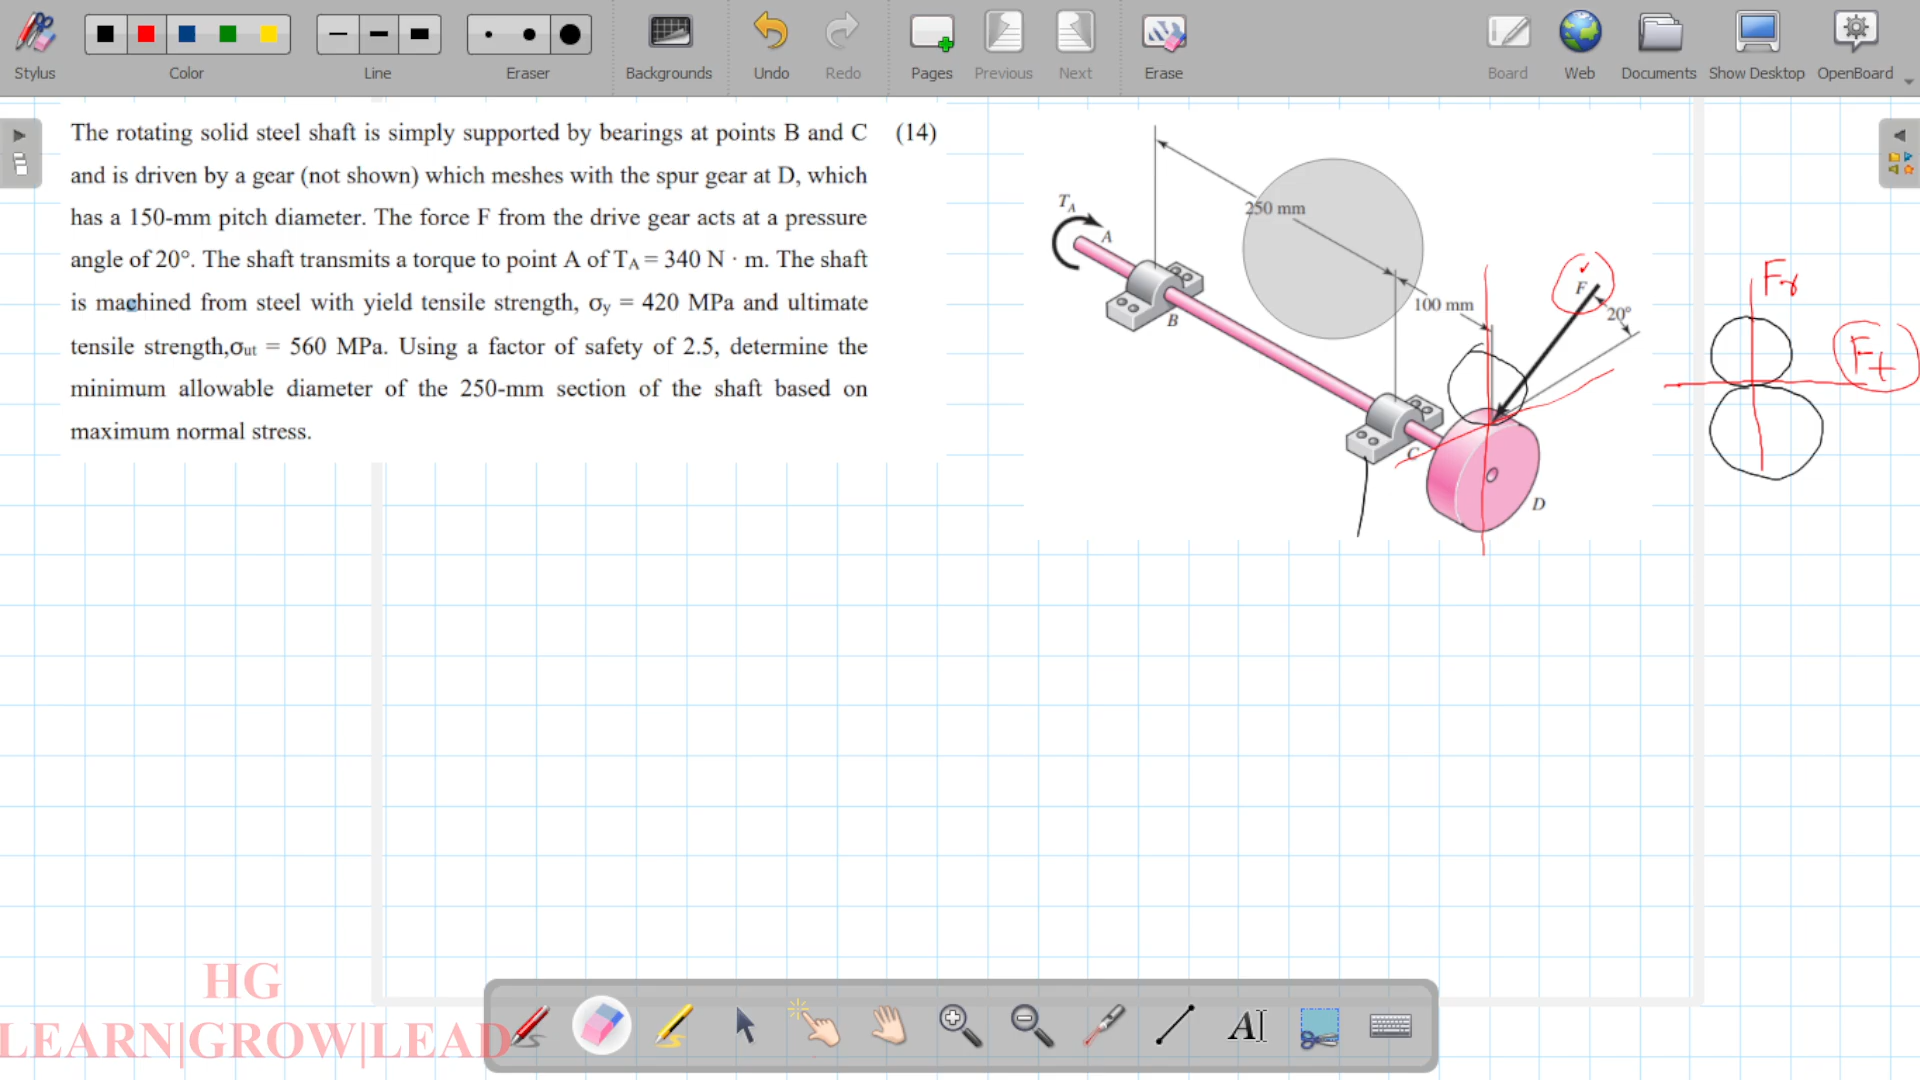 Stylus
Color
Line
Eraser
Backgrounds
Undo
Redo
Pages
Previous
Next
Erase
Board
Web
Documents
Show Desktop
OpenBoard
The rotating solid steel shaft is simply supported by bearings at points B and C (14)
and is driven by a gear (not shown) which meshes with the spur gear at D, which
has a 150-mm pitch diameter. The force F from the drive gear acts at a pressure
angle of 20°. The shaft transmits a torque to point A of TA = 340 N · m. The shaft
is machined from steel with yield tensile strength, σy = 420 MPa and ultimate
tensile strength,σut = 560 MPa. Using a factor of safety of 2.5, determine the
minimum allowable diameter of the 250-mm section of the shaft based on
maximum normal stress.
TA
A
250 mm
B
100 mm
F
20°
C
D
Fr
Ft
HG
LEARN|GROW|LEAD
A